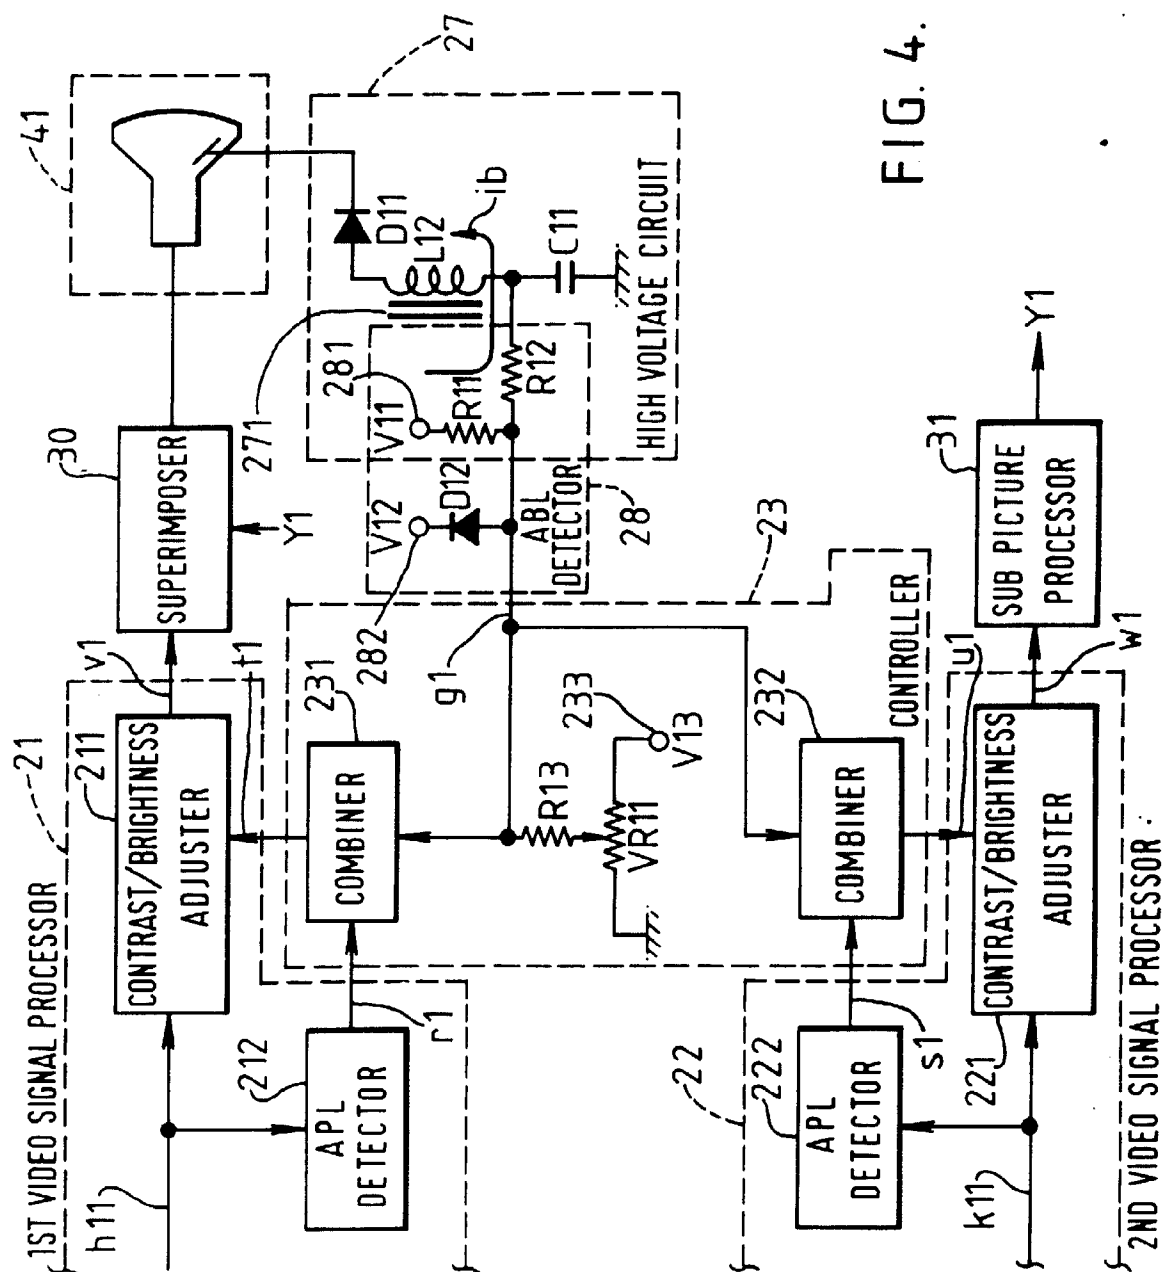 1ST VIDEO SIGNAL PROCESSOR
21
h11
211
CONTRAST/BRIGHTNESS
ADJUSTER
v1
30
SUPERIMPOSER
Y1
41
212
APL
DETECTOR
r1
t1
231
COMBINER
g1
282
V12
D12
ABL
DETECTOR
28
271
V11
281
R11
R12
D11
L12
ib
C11
HIGH VOLTAGE CIRCUIT
27
R13
VR11
233
V13
23
CONTROLLER
232
COMBINER
22
222
APL
DETECTOR
s1
u1
k11
221
CONTRAST/BRIGHTNESS
ADJUSTER
w1
31
SUB PICTURE
PROCESSOR
Y1
2ND VIDEO SIGNAL PROCESSOR
FIG. 4.